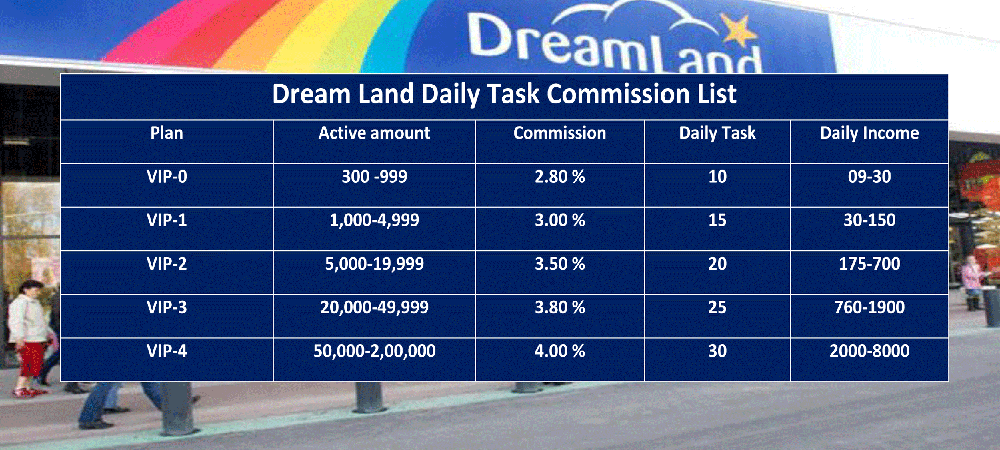 DreamLand
Dream Land Daily Task Commission List
Plan Active amount Commission Daily Task Daily Income
VIP-0 300 -999 2.80 % 10 09-30
VIP-1 1,000-4,999 3.00 % 15 30-150
VIP-2 5,000-19,999 3.50 % 20 175-700
VIP-3 20,000-49,999 3.80 % 25 760-1900
VIP-4 50,000-2,00,000 4.00 % 30 2000-8000